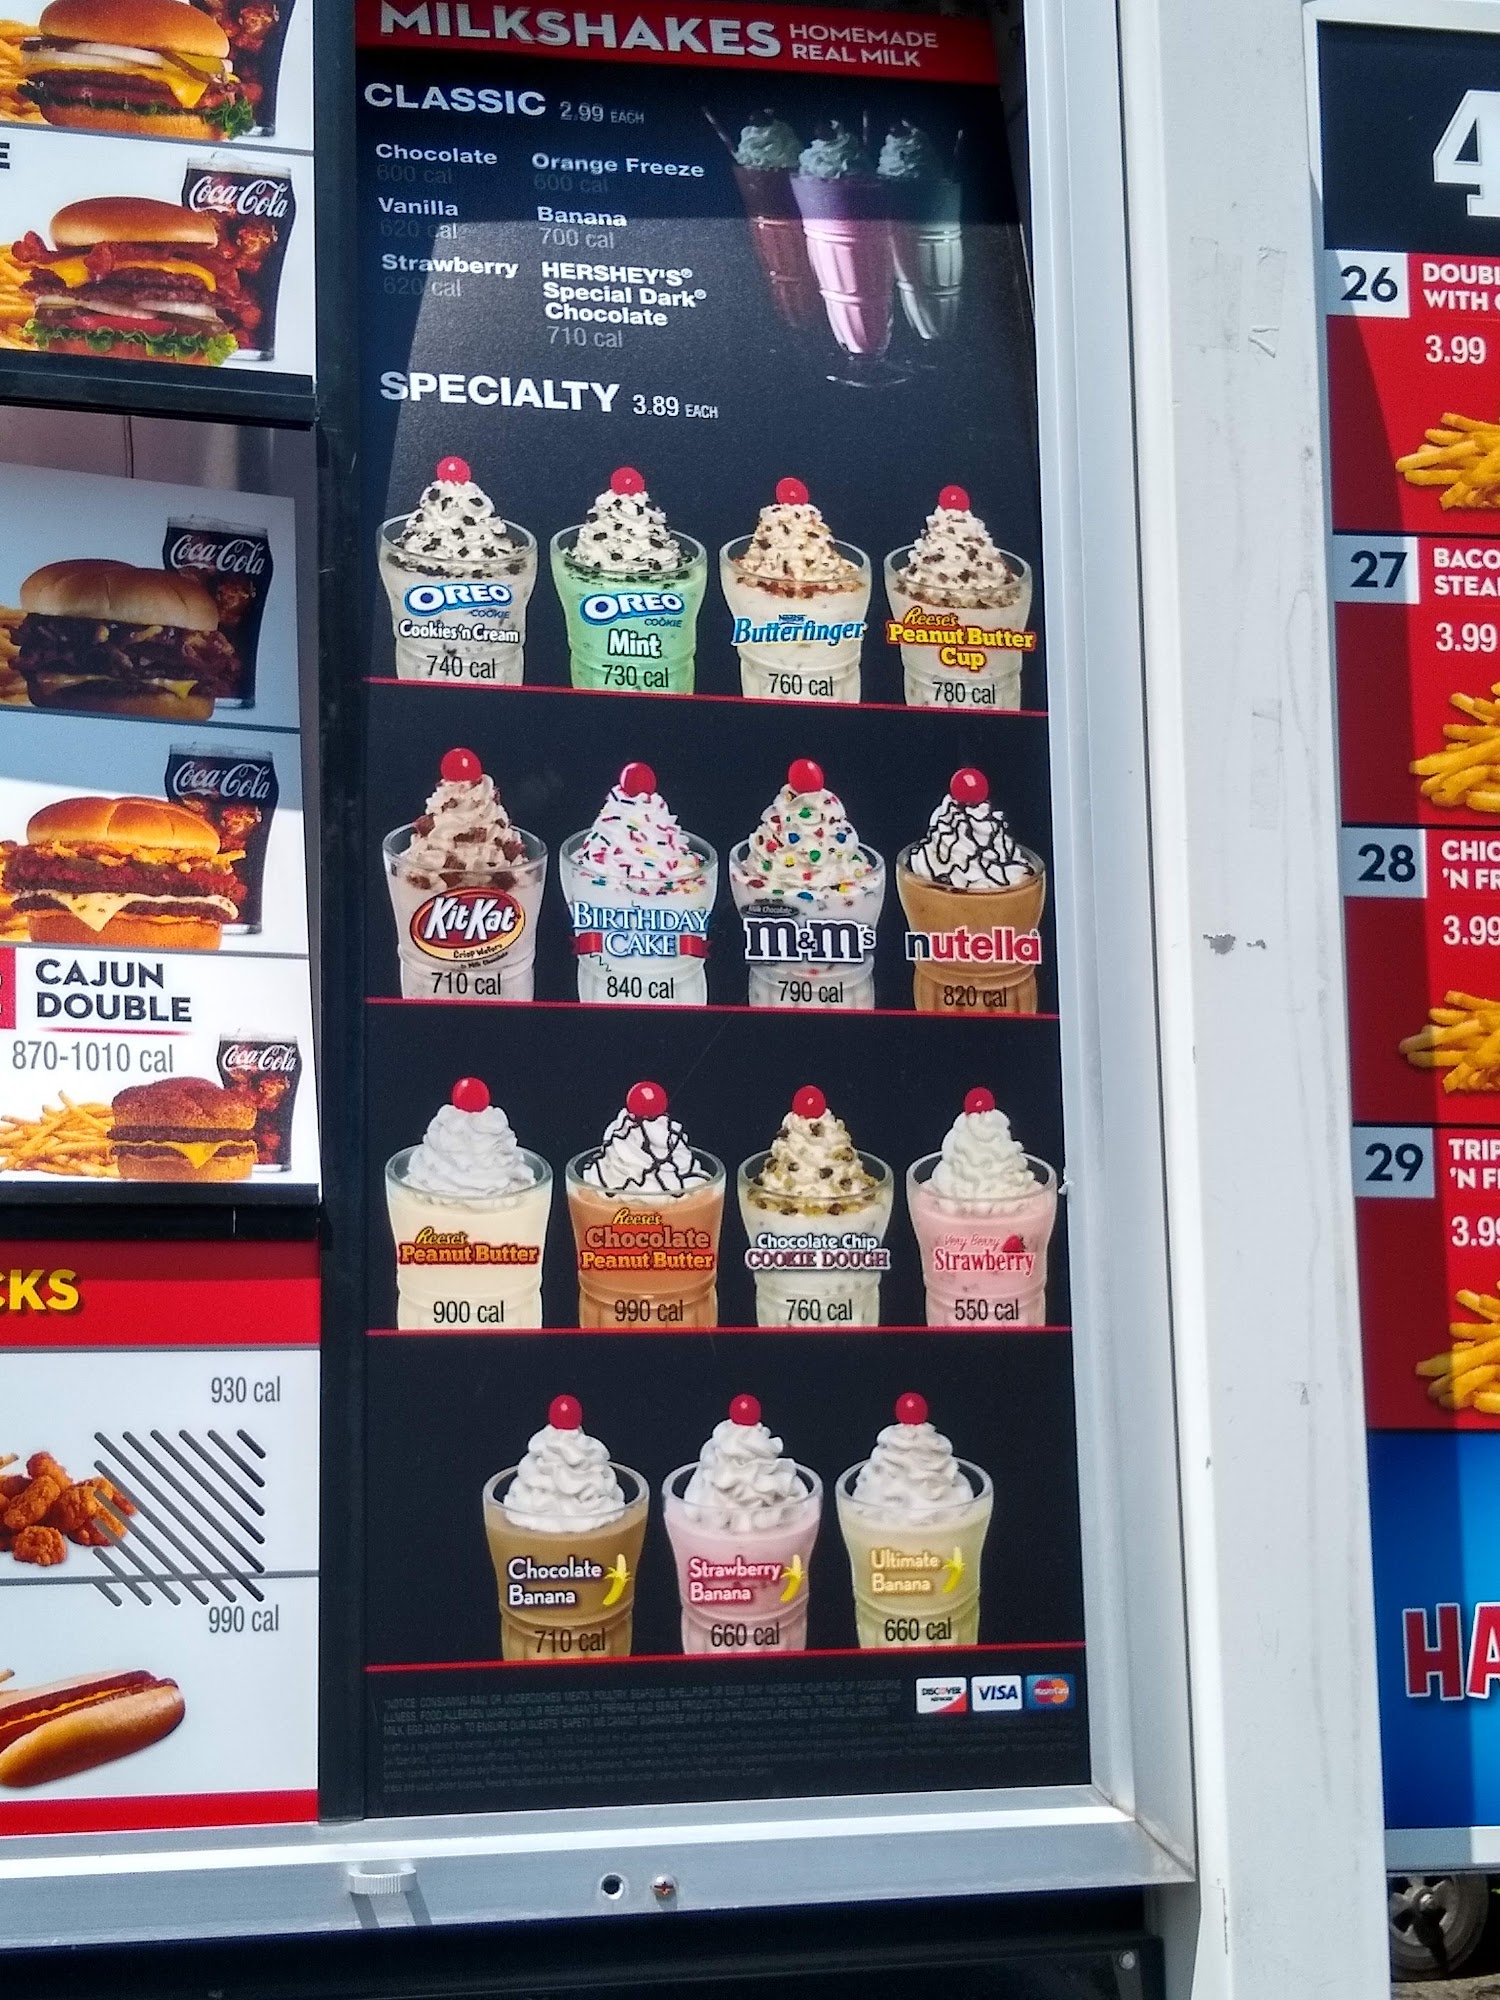 MILKSHAKES
HOMEMADE
REAL MILK
CLASSIC 2.99 EACH
Chocolate
600 cal
Vanilla
620 cal
Strawberry
620 cal
Orange Freeze
600 cal
Banana
700 cal
HERSHEY'S®
Special Dark®
Chocolate
710 cal
SPECIALTY 3.89 EACH
OREO
COOKIE
Cookies 'n Cream
740 cal
OREO
COOKIE
Mint
730 cal
Butterfinger
760 cal
Reese's
Peanut Butter
Cup
780 cal
KitKat
Crisp Wafers
710 cal
BIRTHDAY
CAKE
840 cal
m&m's
790 cal
nutella
820 cal
Reese's
Peanut Butter
900 cal
Reese's
Chocolate
Peanut Butter
990 cal
Chocolate Chip
COOKIE DOUGH
760 cal
Very Berry
Strawberry
550 cal
Chocolate
Banana
710 cal
Strawberry
Banana
660 cal
Ultimate
Banana
660 cal
DISCOVER
VISA
MasterCard
E
Coca-Cola
Coca-Cola
Coca-Cola
CAJUN
DOUBLE
870-1010 cal
Coca-Cola
CKS
930 cal
990 cal
4
26
DOUBL
WITH
3.99
27
BACO
STEA
3.99
28
CHIC
'N FR
3.99
29
TRIP
'N F
3.99
HA